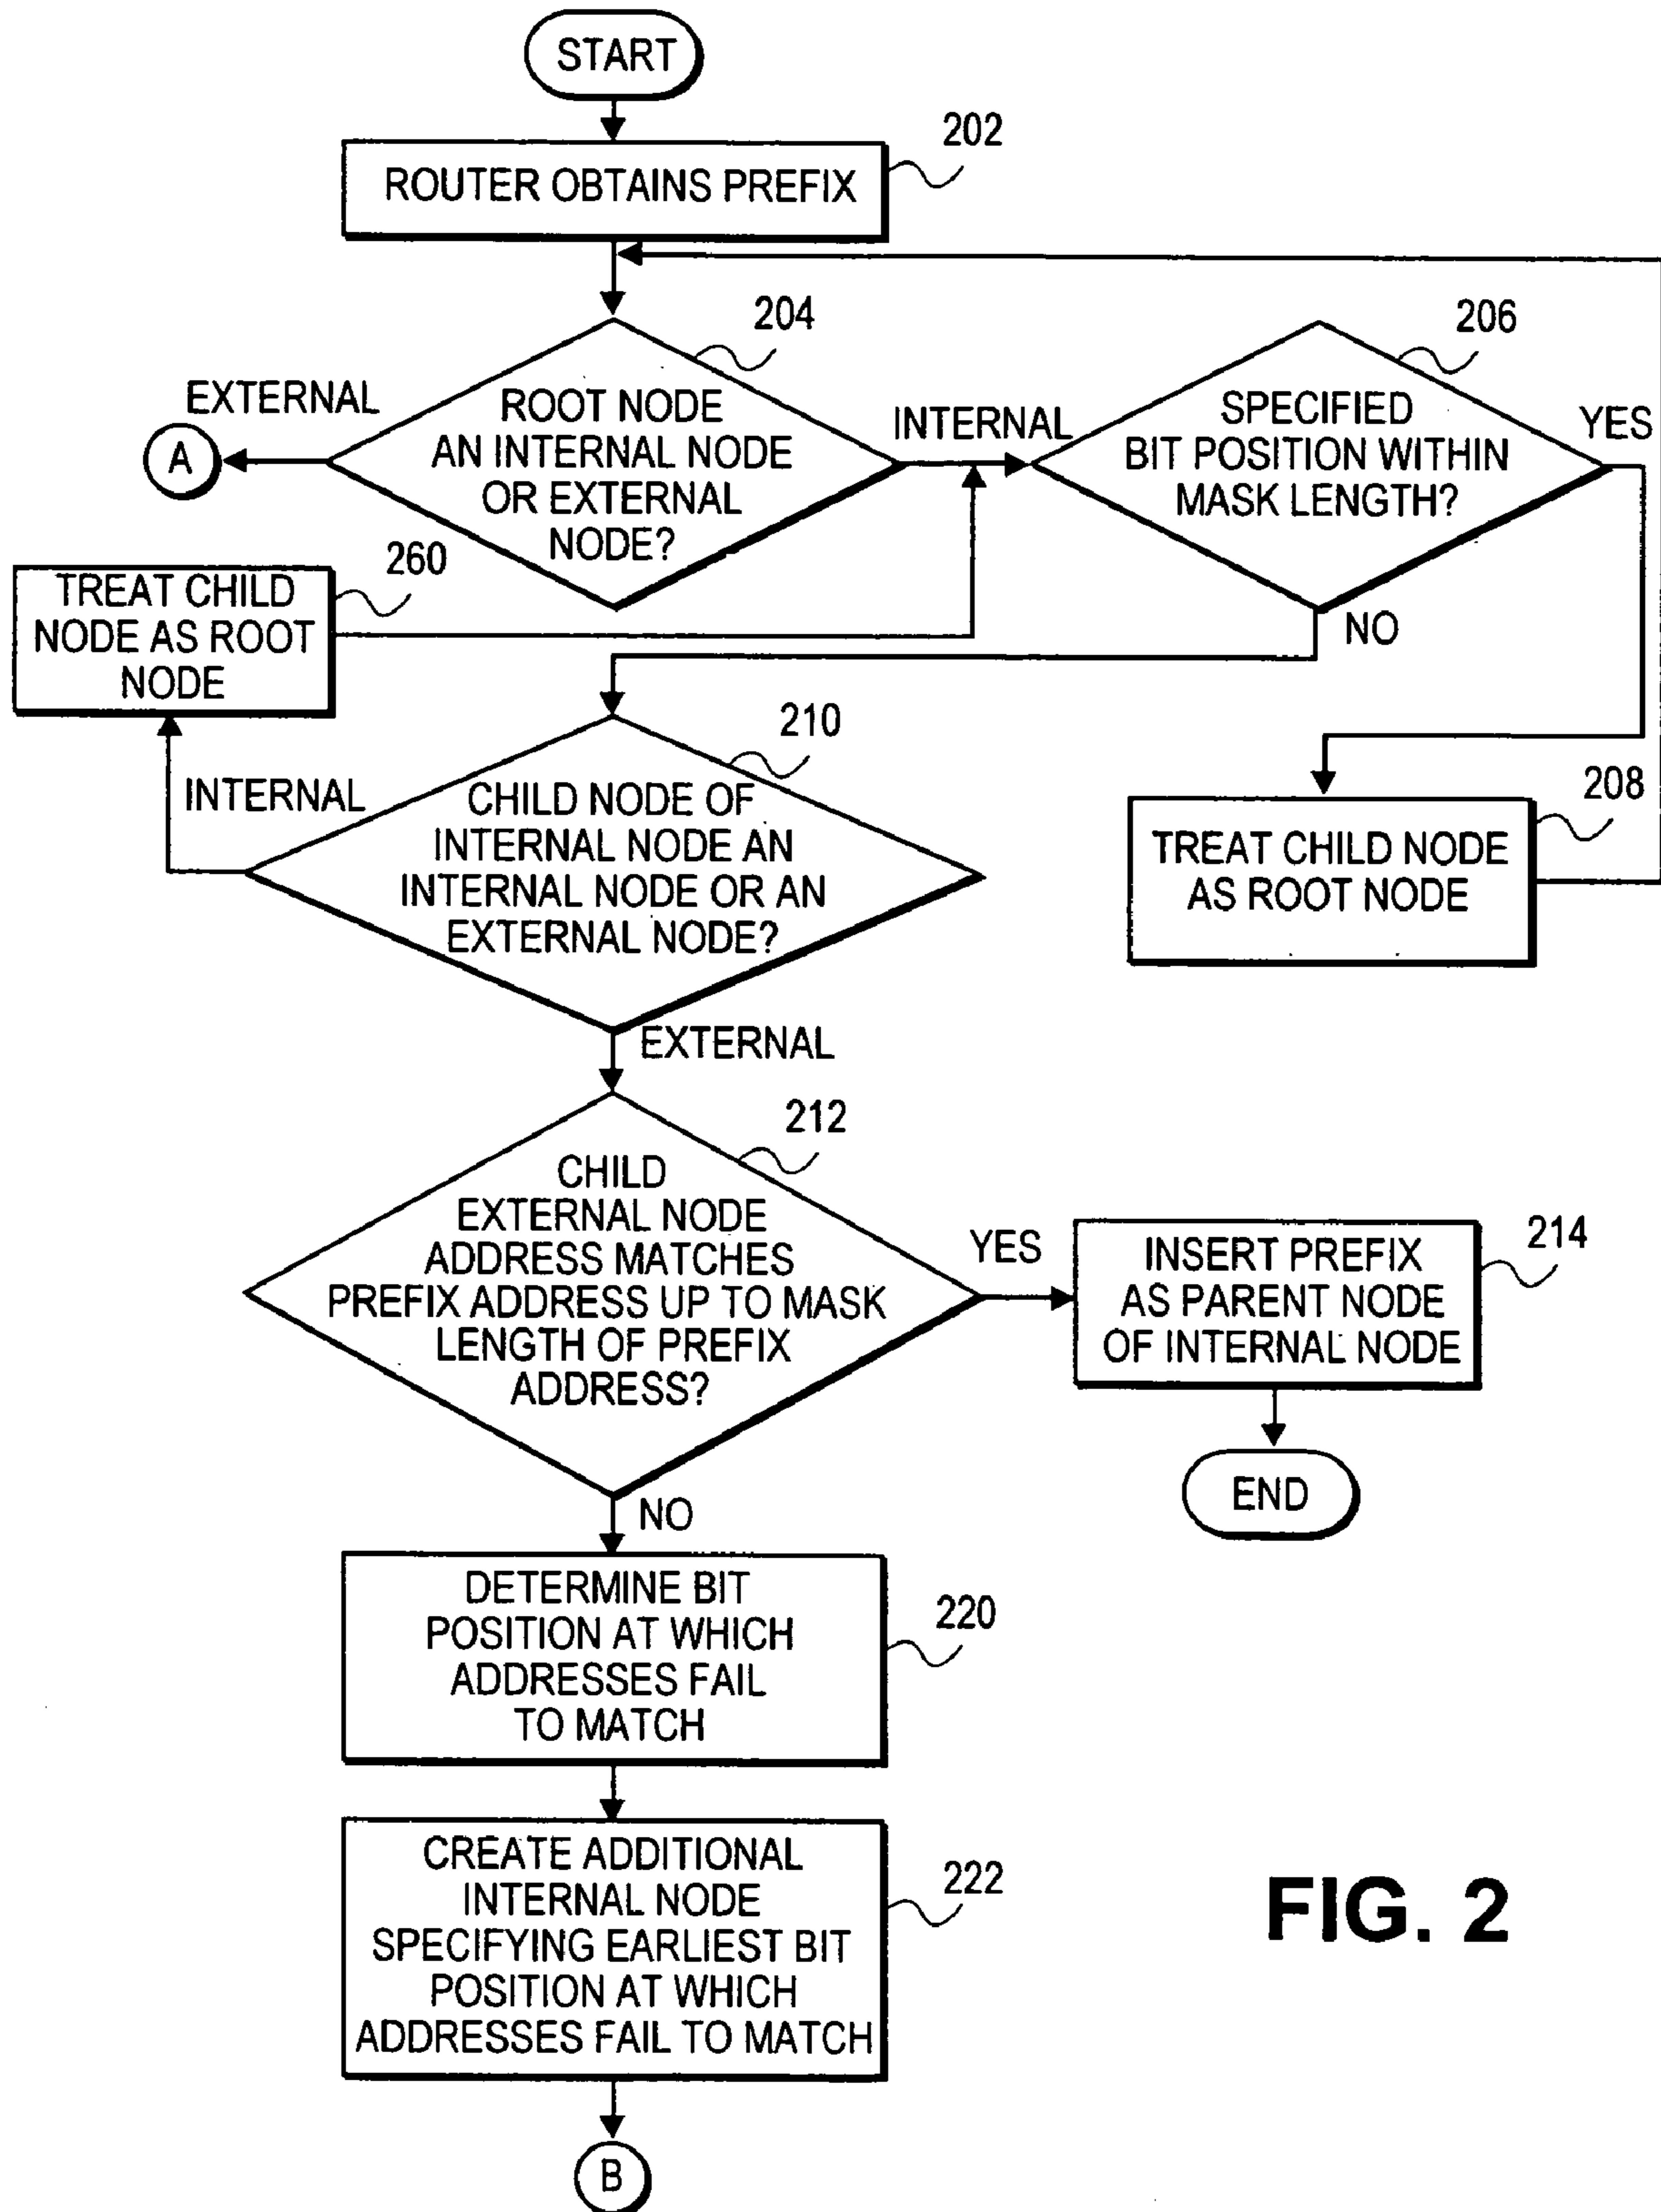 START
202
ROUTER OBTAINS PREFIX
204
206
EXTERNAL
A
ROOT NODE
AN INTERNAL NODE
OR EXTERNAL
NODE?
INTERNAL
SPECIFIED
BIT POSITION WITHIN
MASK LENGTH?
YES
NO
260
TREAT CHILD
NODE AS ROOT
NODE
210
INTERNAL
CHILD NODE OF
INTERNAL NODE AN
INTERNAL NODE OR AN
EXTERNAL NODE?
208
TREAT CHILD NODE
AS ROOT NODE
EXTERNAL
212
CHILD
EXTERNAL NODE
ADDRESS MATCHES
PREFIX ADDRESS UP TO MASK
LENGTH OF PREFIX
ADDRESS?
YES
214
INSERT PREFIX
AS PARENT NODE
OF INTERNAL NODE
END
NO
DETERMINE BIT
POSITION AT WHICH
ADDRESSES FAIL
TO MATCH
220
CREATE ADDITIONAL
INTERNAL NODE
SPECIFYING EARLIEST BIT
POSITION AT WHICH
ADDRESSES FAIL TO MATCH
222
B
FIG. 2